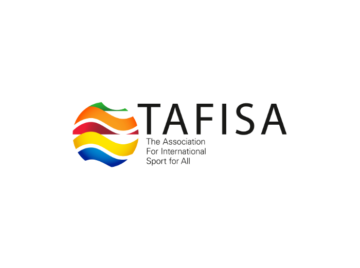 TAFISA
The Association
For International
Sport for All